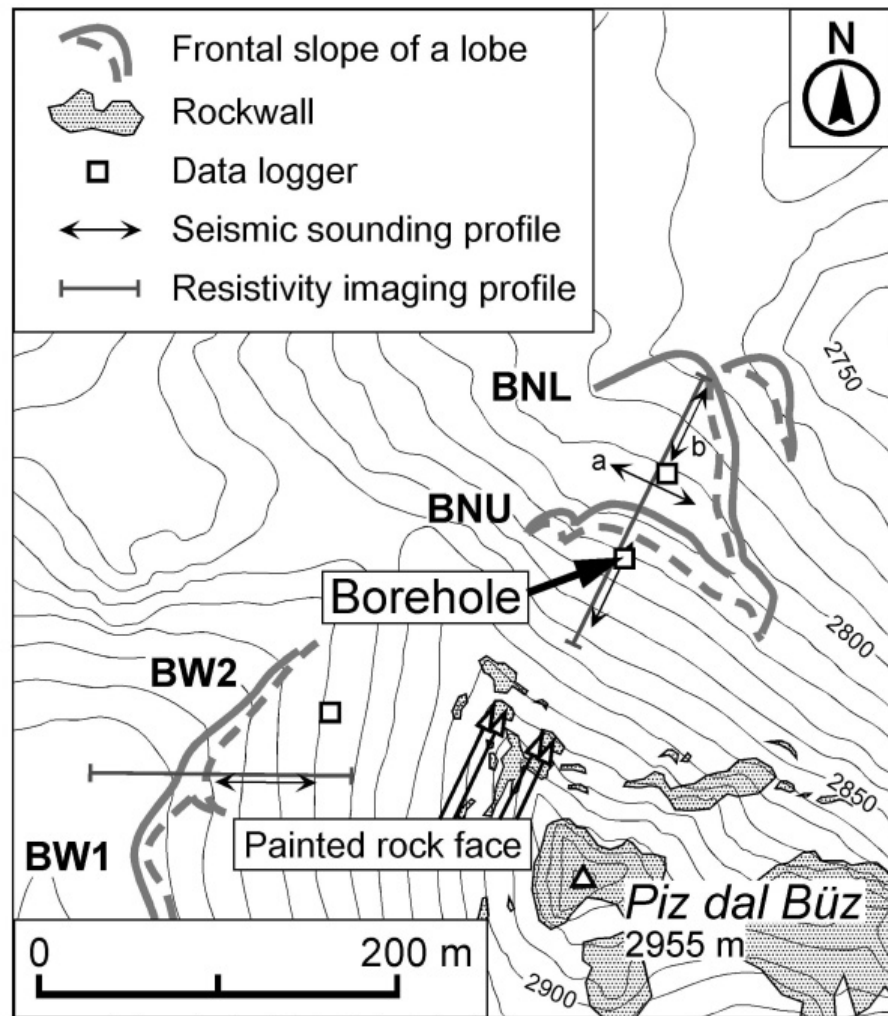 Frontal slope of a lobe
Rockwall
Data logger
Seismic sounding profile
Resistivity imaging profile
N
2750
BNL
b
a
BNU
Borehole
2800
BW2
2850
Painted rock face
BW1
Piz dal Büz
2955 m
0 200 m
2900